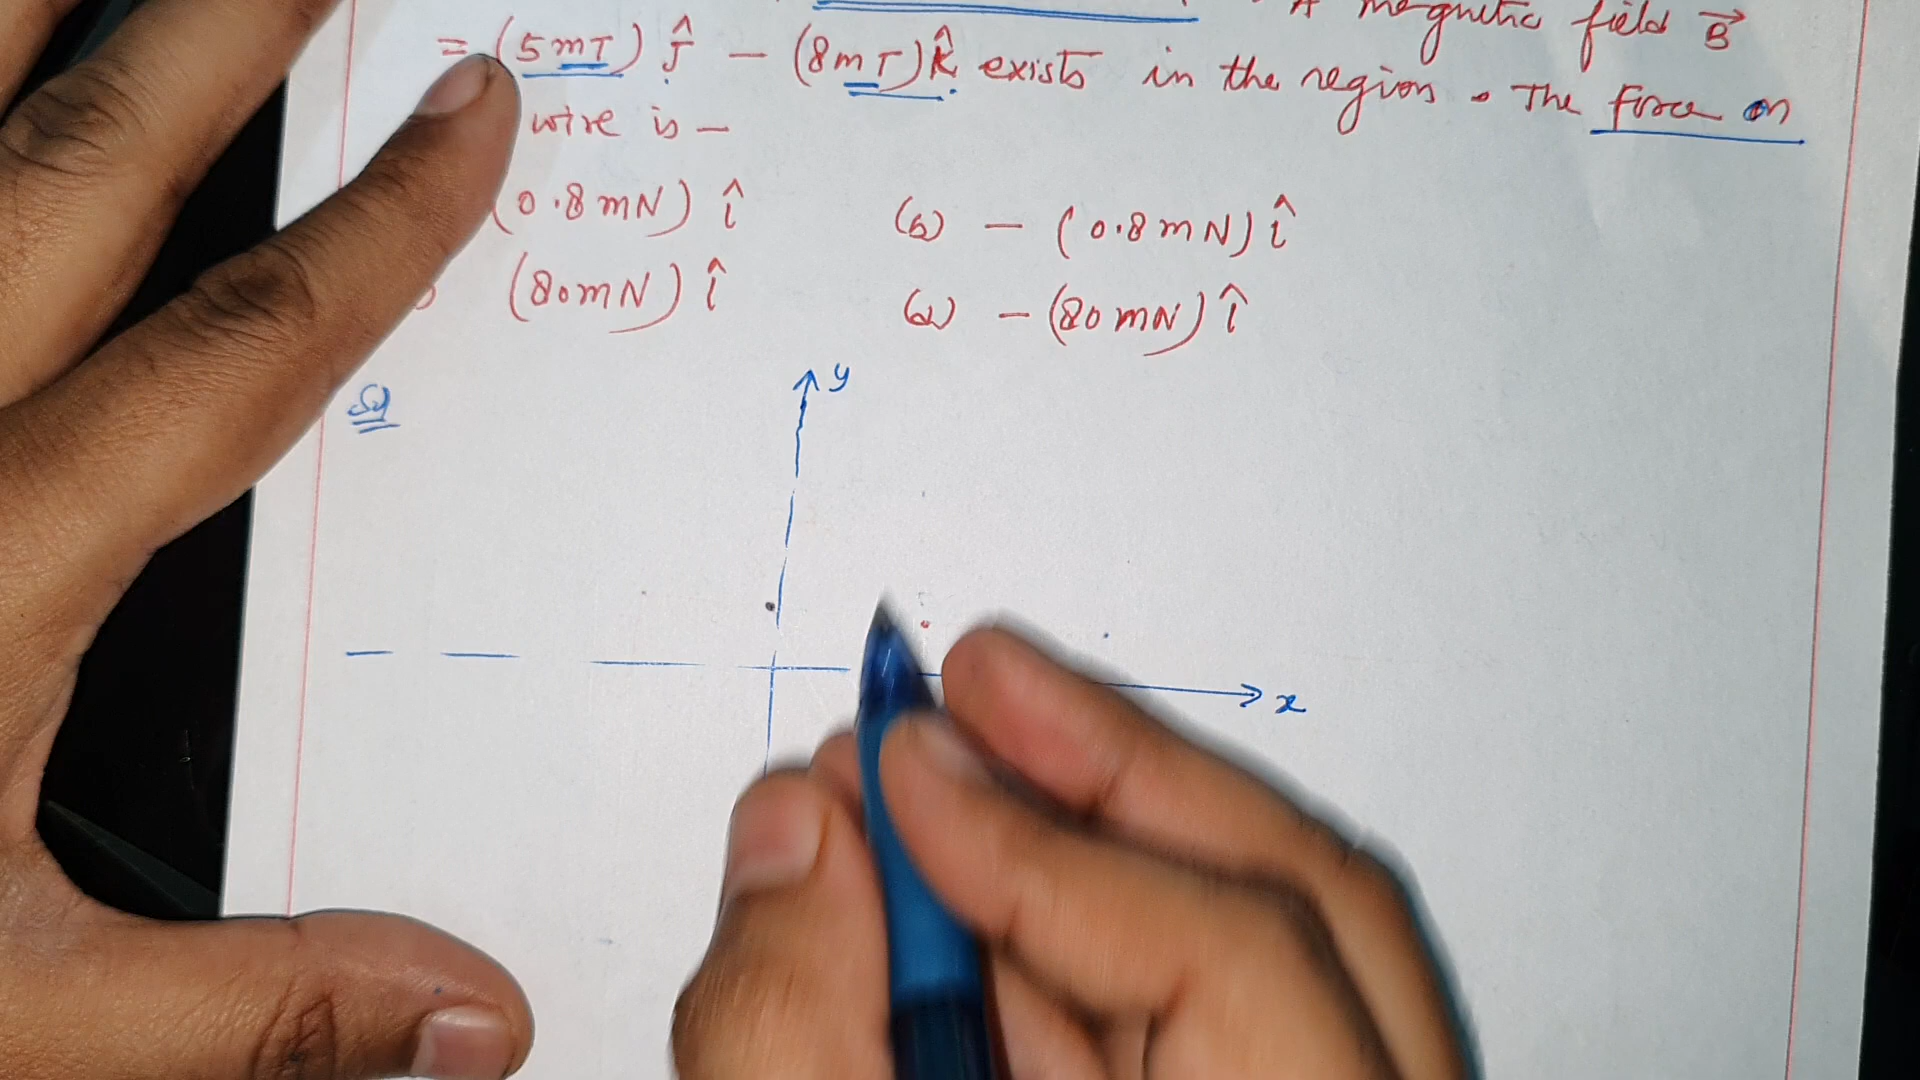 A magnetic field B⃗
= (5mT) ĵ - (8mT) k̂ exists in the region. The force on
wire is -
(0.8mN) î (b) - (0.8mN) î
(80mN) î (d) - (80mN) î
Sol
y
x